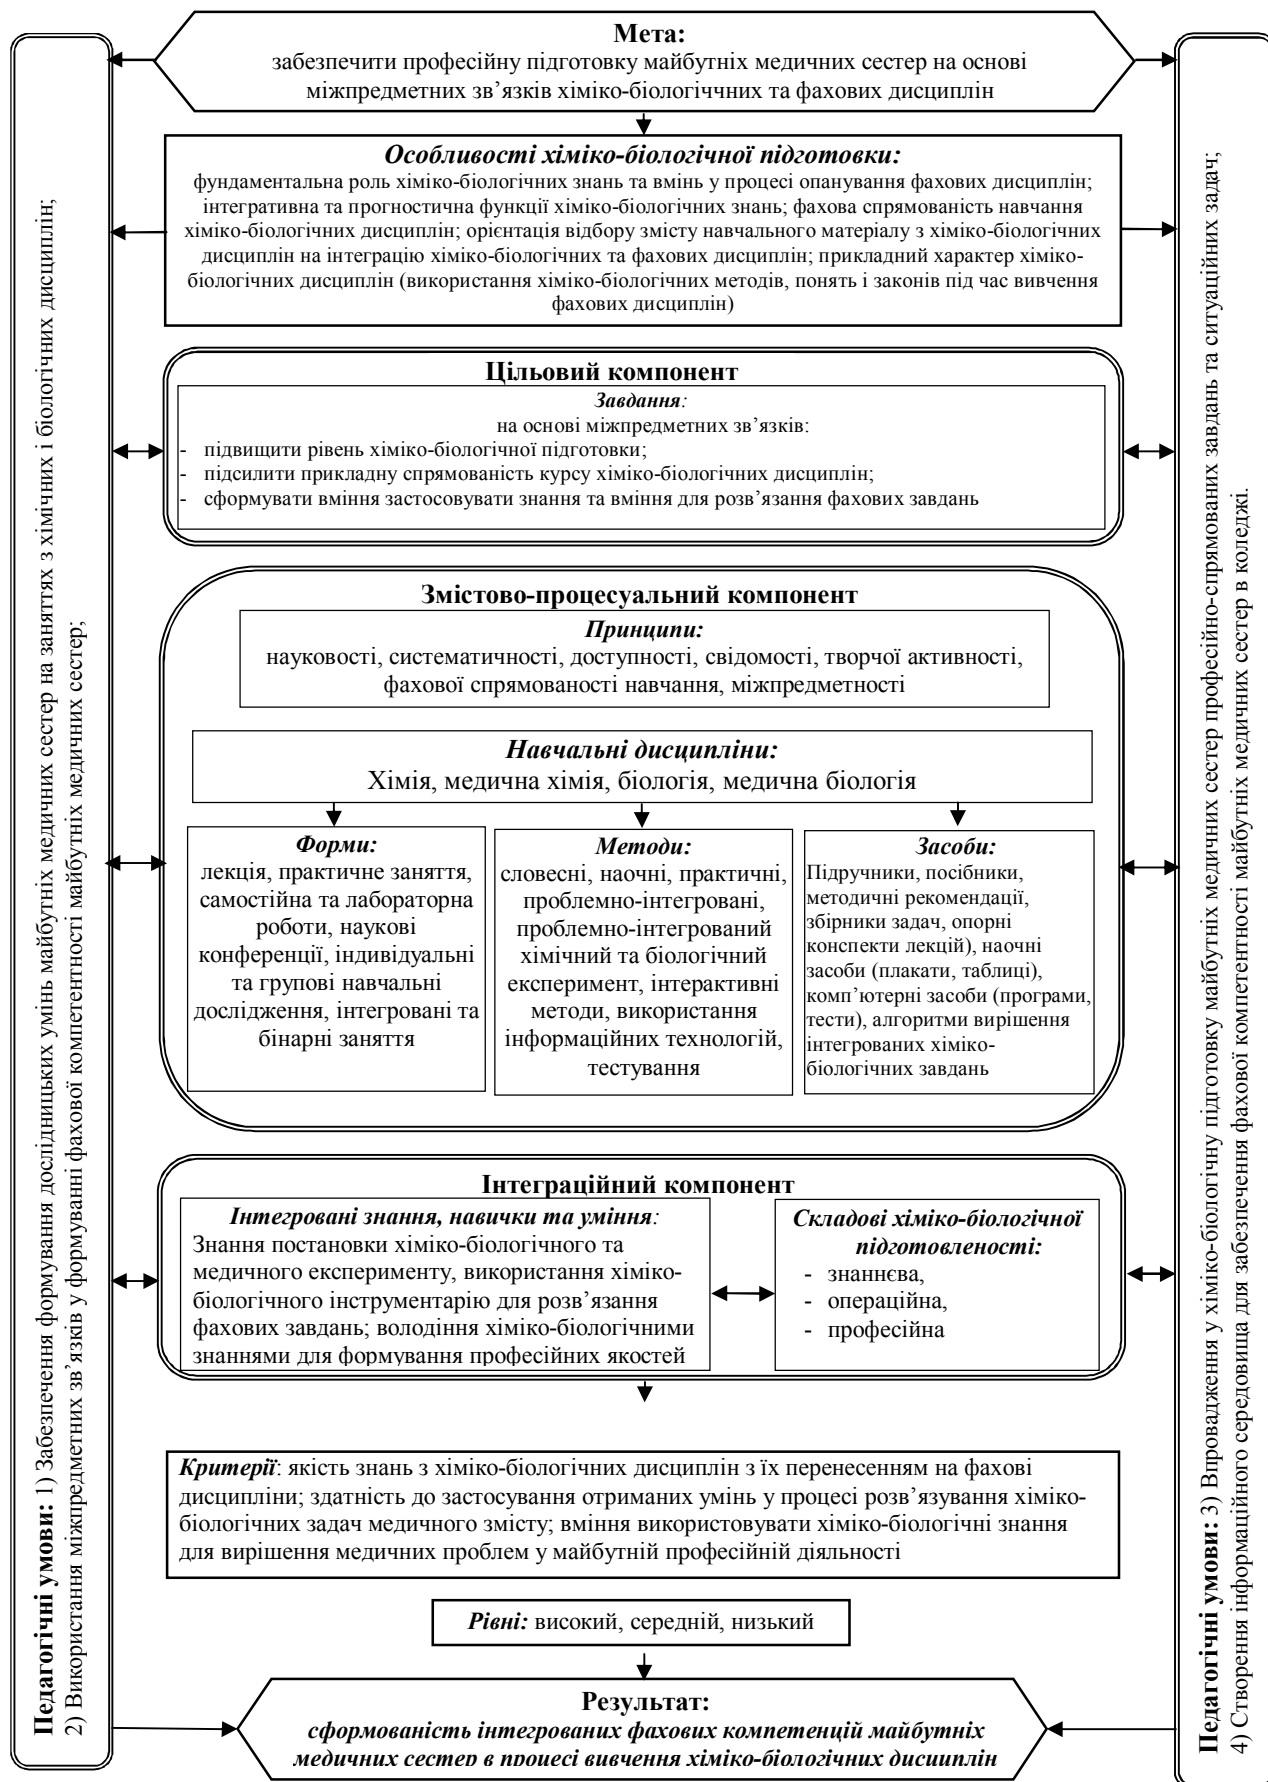 Мета:
забезпечити професійну підготовку майбутніх медичних сестер на основі
міжпредметних зв’язків хіміко-біологіччних та фахових дисциплін
Особливості хіміко-біологічної підготовки:
фундаментальна роль хіміко-біологічних знань та вмінь у процесі опанування фахових дисциплін;
інтегративна та прогностична функції хіміко-біологічних знань; фахова спрямованість навчання
хіміко-біологічних дисциплін; орієнтація відбору змісту навчального матеріалу з хіміко-біологічних
дисциплін на інтеграцію хіміко-біологічних та фахових дисциплін; прикладний характер хіміко-
біологічних дисциплін (використання хіміко-біологічних методів, понять і законів під час вивчення
фахових дисциплін)
Цільовий компонент
Завдання:
на основі міжпредметних зв’язків:
- підвищити рівень хіміко-біологічної підготовки;
- підсилити прикладну спрямованість курсу хіміко-біологічних дисциплін;
- сформувати вміння застосовувати знання та вміння для розв’язання фахових завдань
Змістово-процесуальний компонент
Принципи:
науковості, систематичності, доступності, свідомості, творчої активності,
фахової спрямованості навчання, міжпредметності
Навчальні дисципліни:
Хімія, медична хімія, біологія, медична біологія
Форми:
лекція, практичне заняття,
самостійна та лабораторна
роботи, наукові
конференції, індивідуальні
та групові навчальні
дослідження, інтегровані та
бінарні заняття
Методи:
словесні, наочні, практичні,
проблемно-інтегровані,
проблемно-інтегрований
хімічний та біологічний
експеримент, інтерактивні
методи, використання
інформаційних технологій,
тестування
Засоби:
Підручники, посібники,
методичні рекомендації,
збірники задач, опорні
конспекти лекцій), наочні
засоби (плакати, таблиці),
комп’ютерні засоби (програми,
тести), алгоритми вирішення
інтегрованих хіміко-
біологічних завдань
Інтеграційний компонент
Інтегровані знання, навички та уміння:
Знання постановки хіміко-біологічного та
медичного експерименту, використання хіміко-
біологічного інструментарію для розв’язання
фахових завдань; володіння хіміко-біологічними
знаннями для формування професійних якостей
Складові хіміко-біологічної
підготовленості:
- знаннєва,
- операційна,
- професійна
Критерії: якість знань з хіміко-біологічних дисциплін з їх перенесенням на фахові
дисципліни; здатність до застосування отриманих умінь у процесі розв’язування хіміко-
біологічних задач медичного змісту; вміння використовувати хіміко-біологічні знання
для вирішення медичних проблем у майбутній професійній діяльності
Рівні: високий, середній, низький
Результат:
сформованість інтегрованих фахових компетенцій майбутніх
медичних сестер в процесі вивчення хіміко-біологічних дисциплін
Педагогічні умови: 1) Забезпечення формування дослідницьких умінь майбутніх медичних сестер на заняттях з хімічних і біологічних дисциплін;
2) Використання міжпредметних зв’язків у формуванні фахової компетентності майбутніх медичних сестер;
Педагогічні умови: 3) Впровадження у хіміко-біологічну підготовку майбутніх медичних сестер професійно-спрямованих завдань та ситуаційних задач;
4) Створення інформаційного середовища для забезпечення фахової компетентності майбутніх медичних сестер в коледжі.